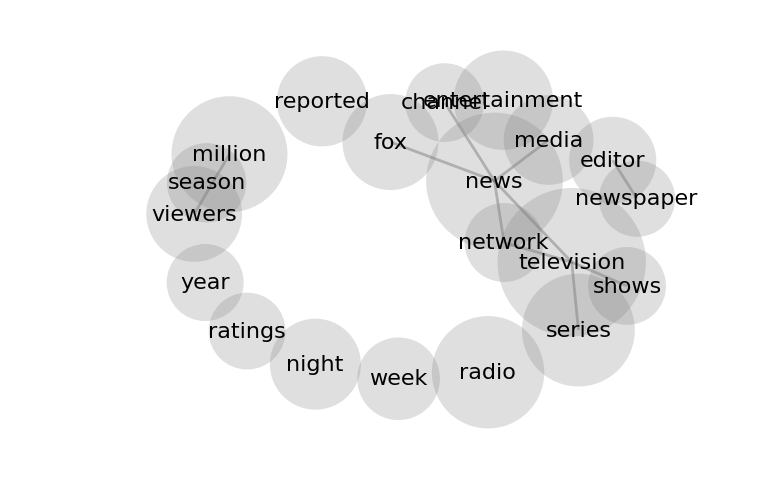 reported
channel
entertainment
fox
media
million
editor
season
news
newspaper
viewers
network
television
year
shows
ratings
series
night
week
radio